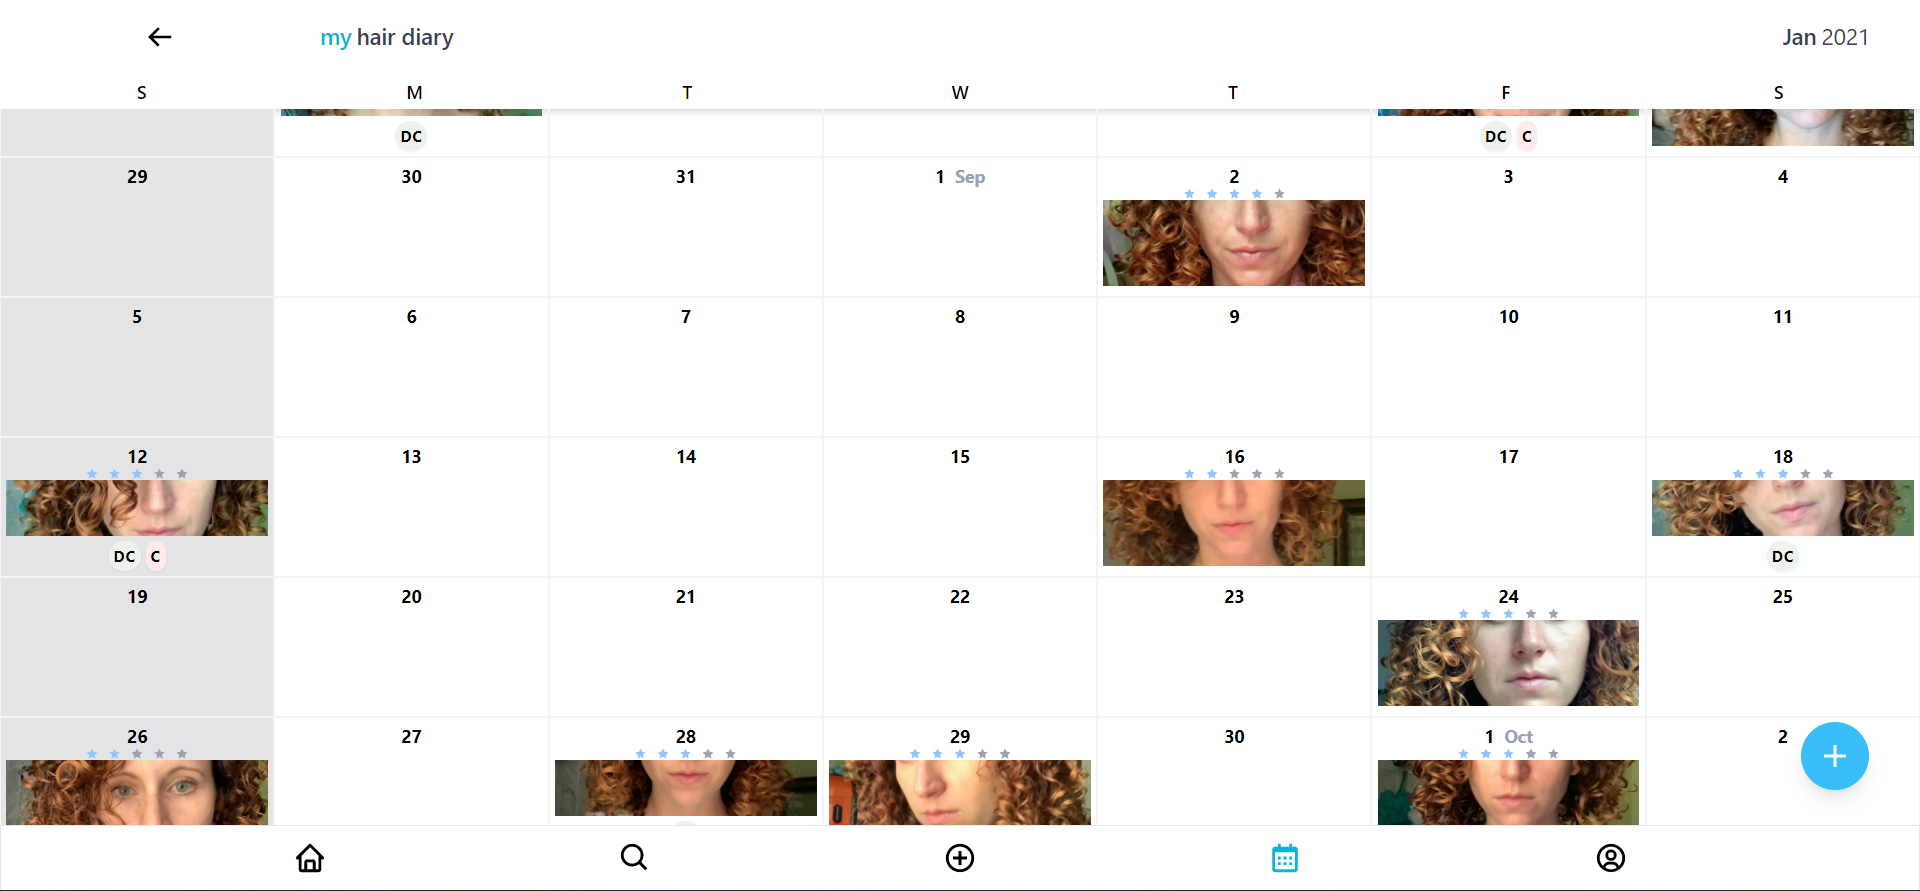 my hair diary Jan 2021
S M T W T F S
DC DC C
29 30 31 1 Sep 2 3 4
5 6 7 8 9 10 11
12 13 14 15 16 17 18
DC C DC
19 20 21 22 23 24 25
26 27 28 29 30 1 Oct 2